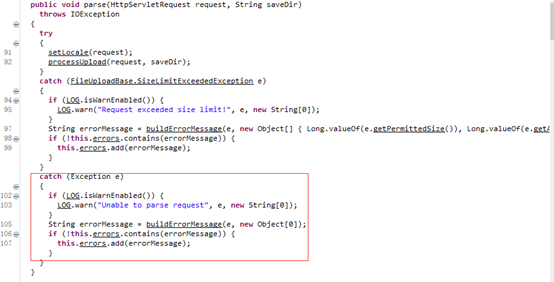 public void parse(HttpServletRequest request, String saveDir)
throws IOException
{
try
{
91 setLocale(request);
92 processUpload(request, saveDir);
}
catch (FileUploadBase.SizeLimitExceededException e)
{
94 if (LOG.isWarnEnabled()) {
95 LOG.warn("Request exceeded size limit!", e, new String[0]);
}
97 String errorMessage = buildErrorMessage(e, new Object[] { Long.valueOf(e.getPermittedSize()), Long.valueOf(e.getA
98 if (!this.errors.contains(errorMessage)) {
99 this.errors.add(errorMessage);
}
}
catch (Exception e)
{
102 if (LOG.isWarnEnabled()) {
103 LOG.warn("Unable to parse request", e, new String[0]);
}
105 String errorMessage = buildErrorMessage(e, new Object[0]);
106 if (!this.errors.contains(errorMessage)) {
107 this.errors.add(errorMessage);
}
}
}